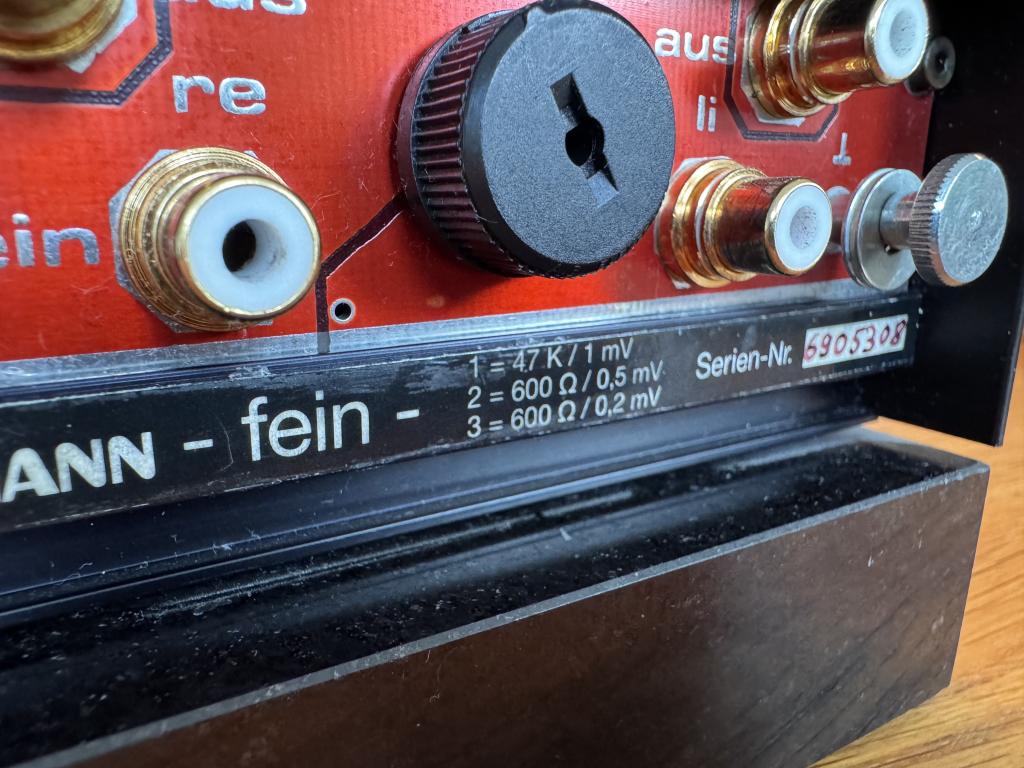 aus
re
ein
aus
li
ANN - fein -
1 = 47 K / 1 mV
2 = 600 Ω / 0,5 mV
3 = 600 Ω / 0,2 mV
Serien-Nr. 6905308